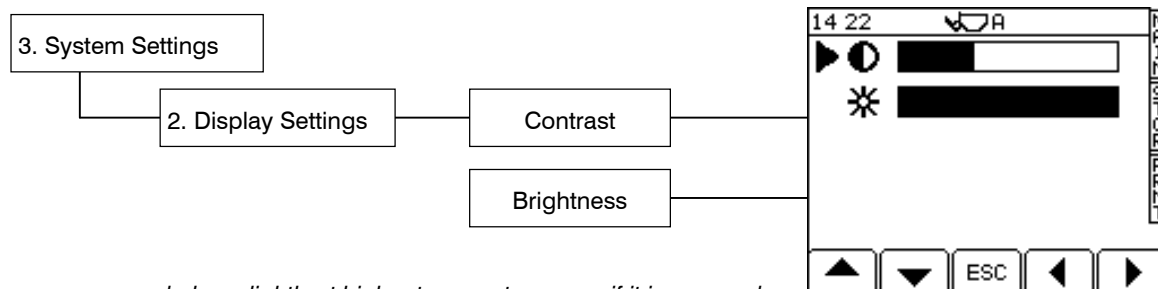 3. System Settings
2. Display Settings
Contrast
Brightness
14 22 A
ESC